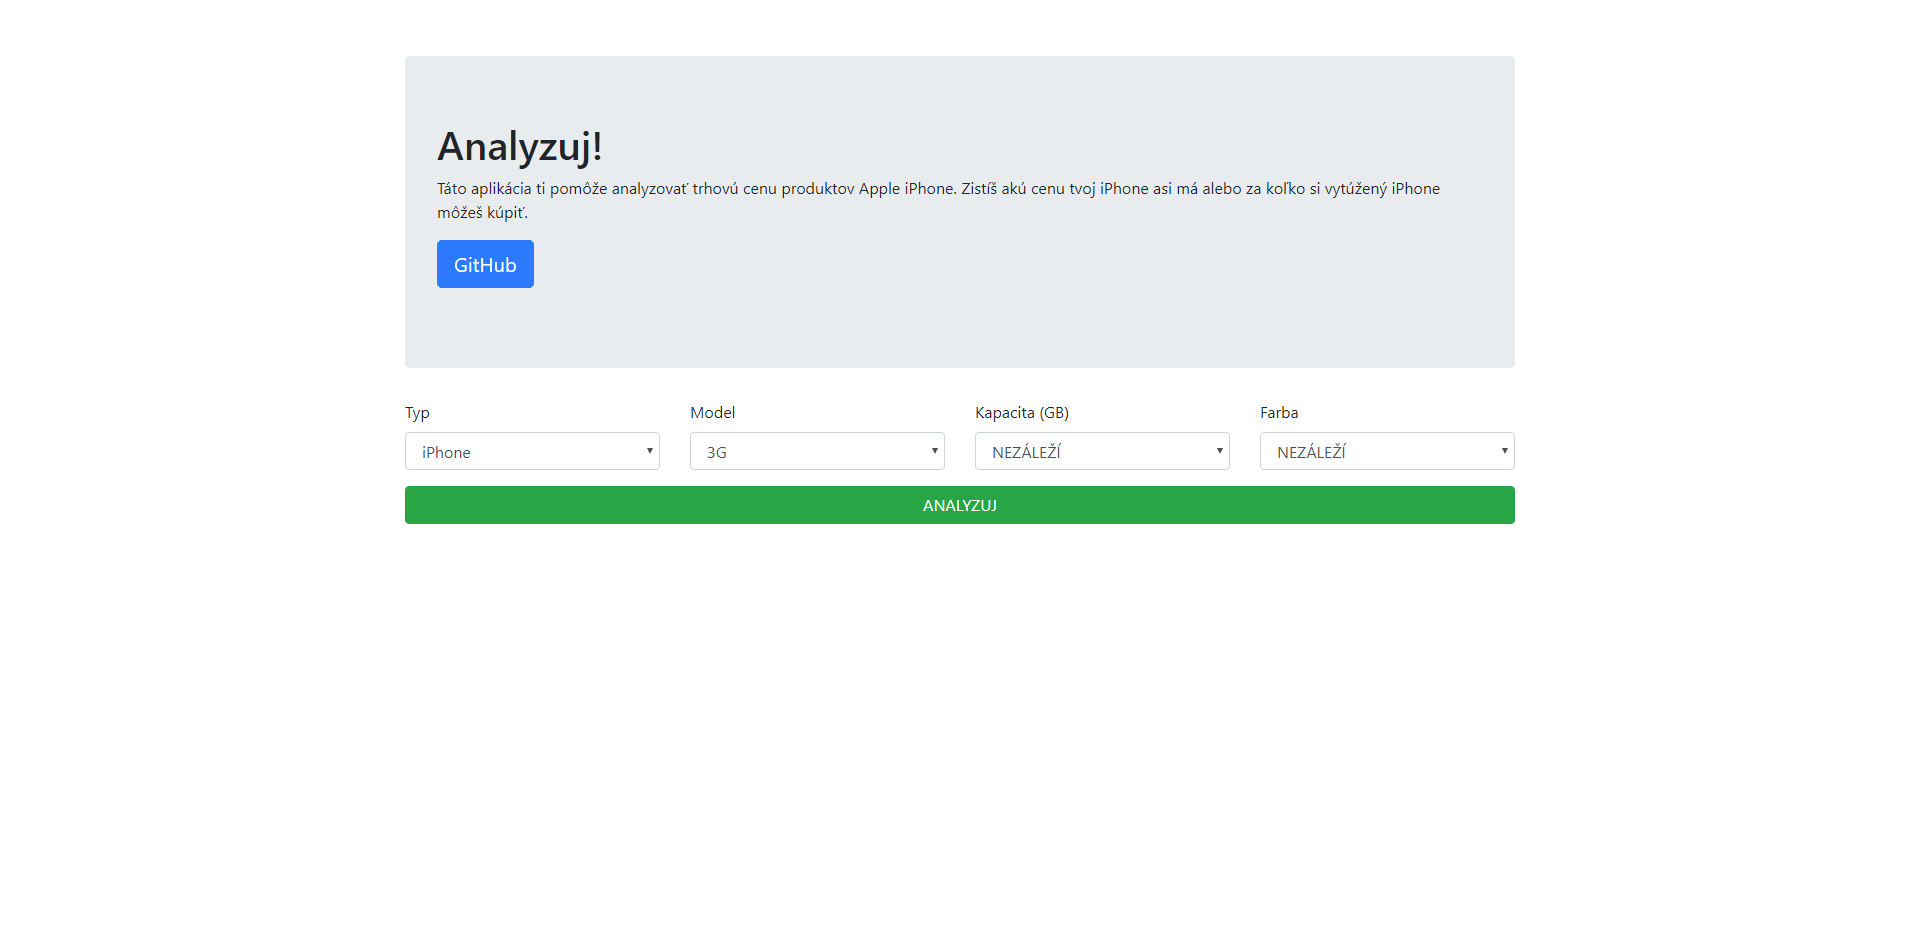 Analyzuj!
Táto aplikácia ti pomôže analyzovať trhovú cenu produktov Apple iPhone. Zistíš akú cenu tvoj iPhone asi má alebo za koľko si vytúžený iPhone
môžeš kúpiť.
GitHub
Typ Model Kapacita (GB) Farba
iPhone 3G NEZÁLEŽÍ NEZÁLEŽÍ
ANALYZUJ